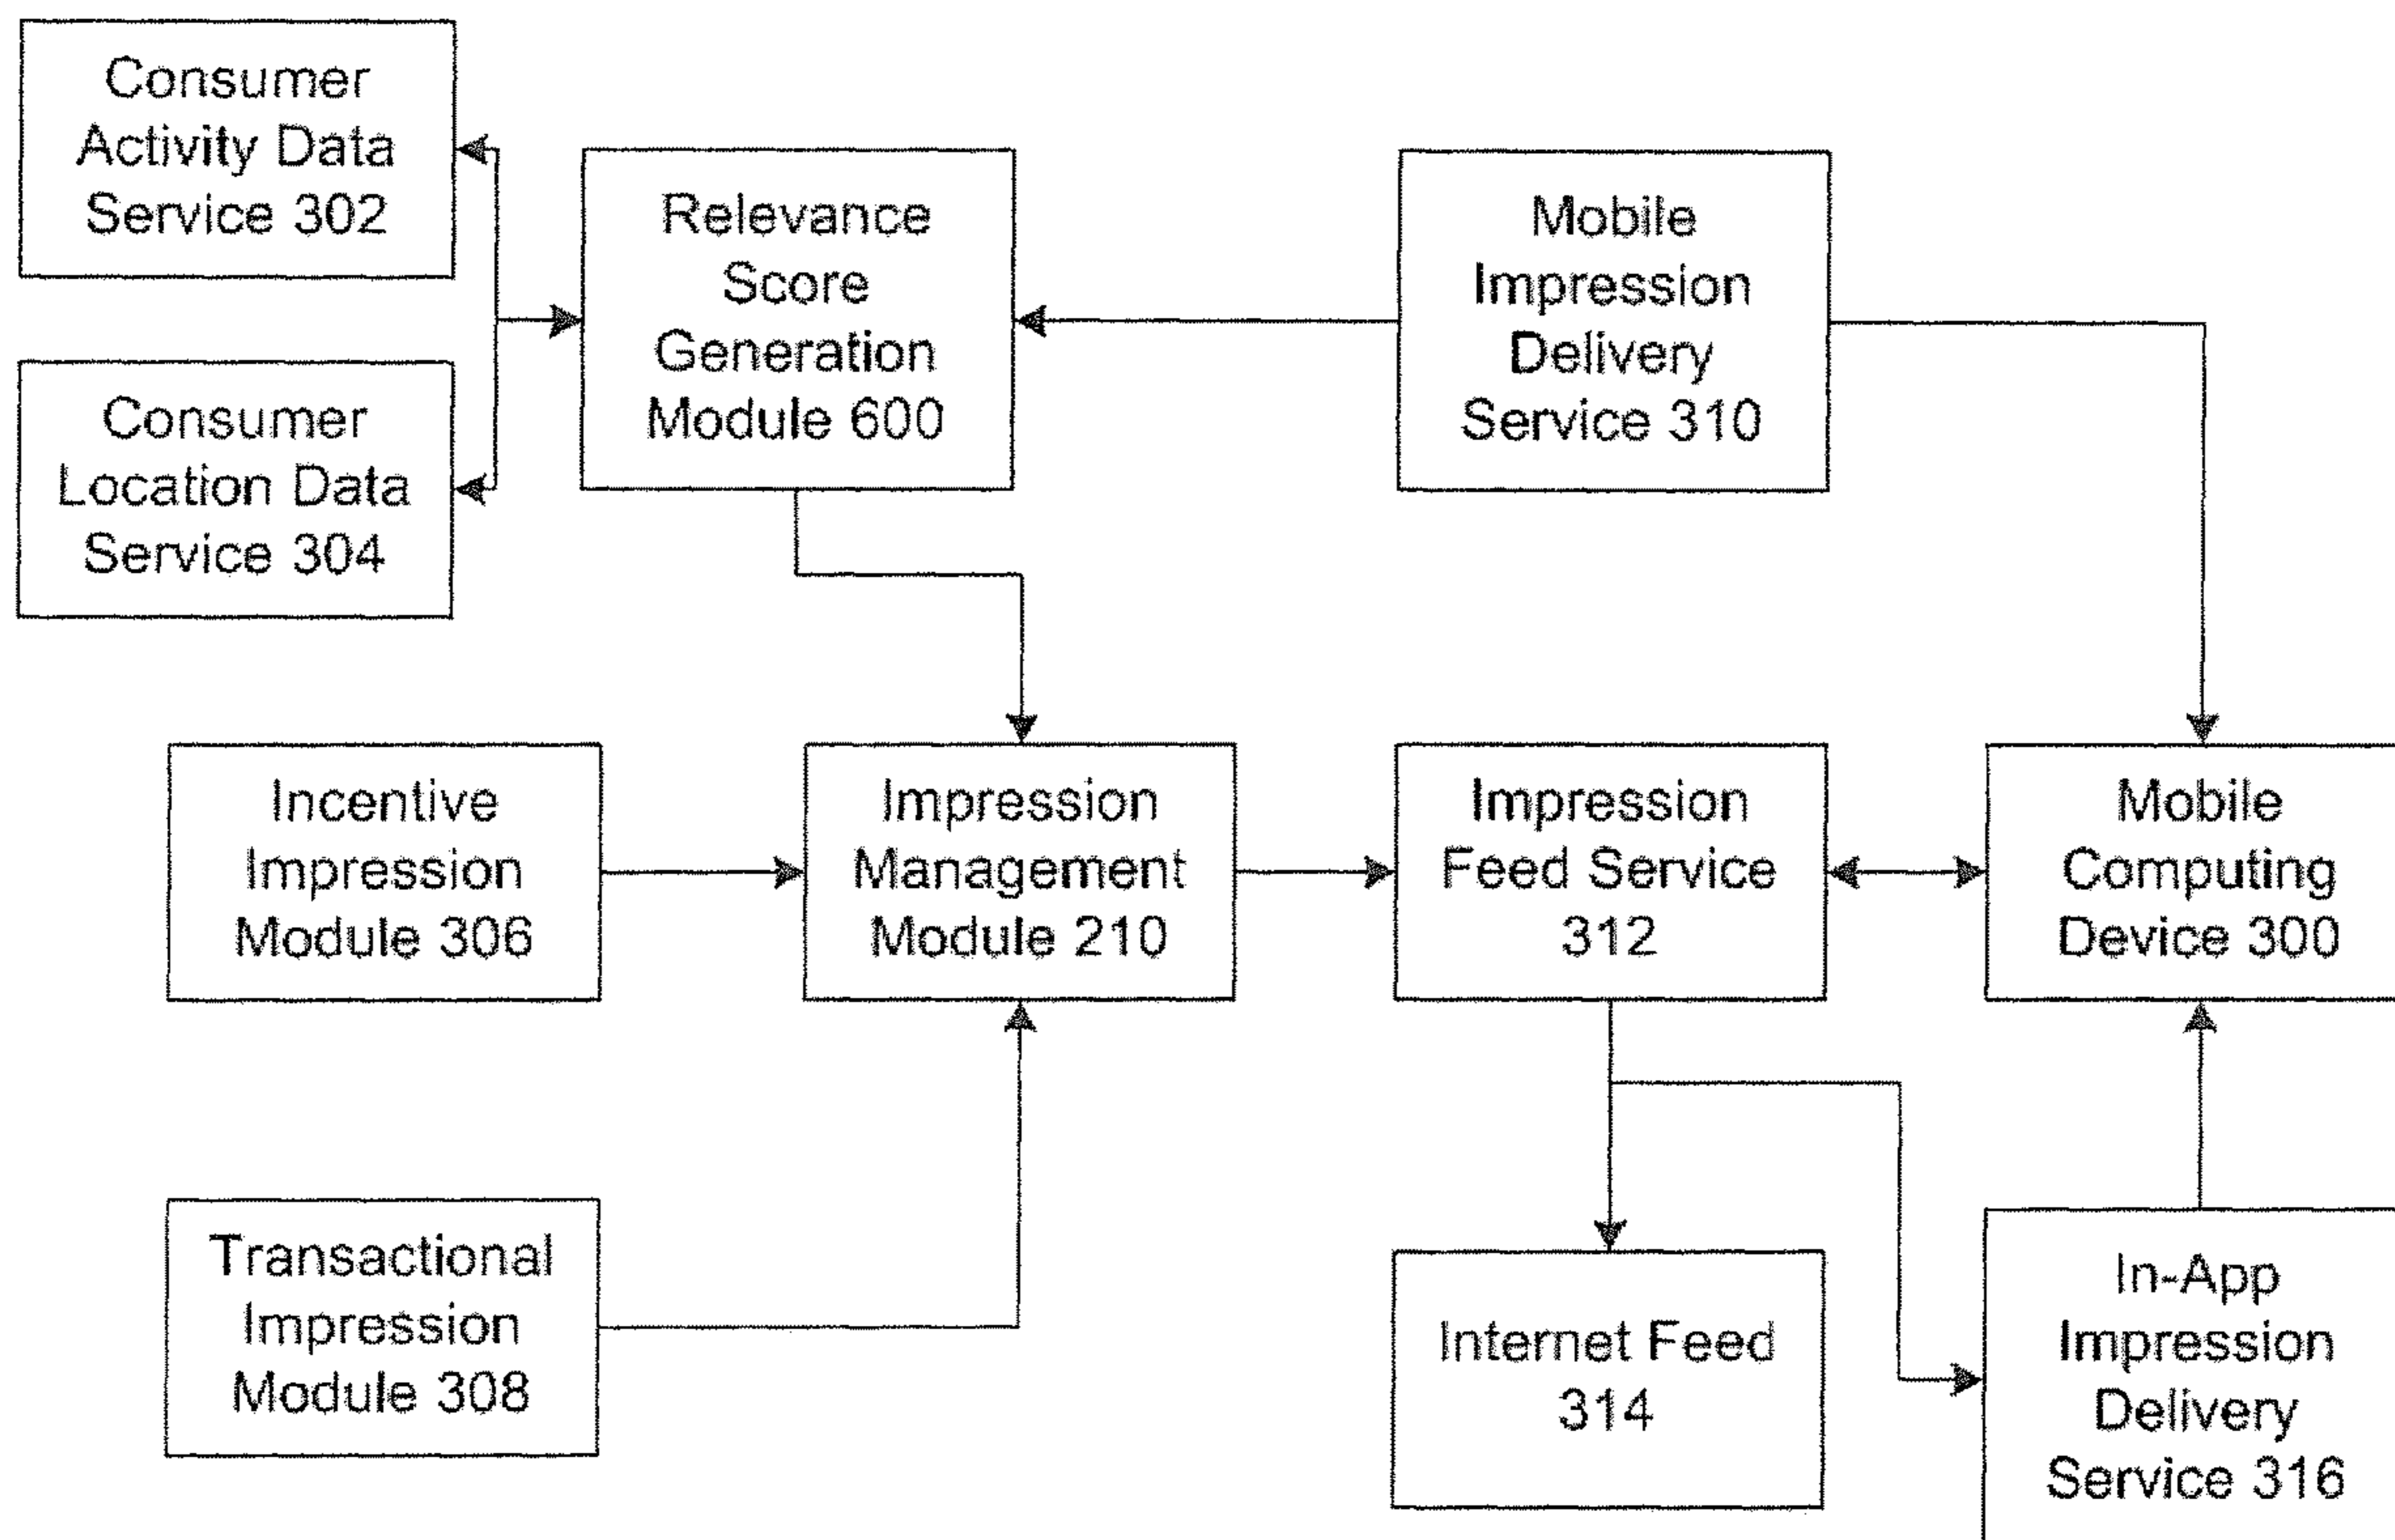 Consumer
Activity Data
Service 302
Relevance
Score
Generation
Module 600
Mobile
Impression
Delivery
Service 310
Consumer
Location Data
Service 304
Incentive
Impression
Module 306
Impression
Management
Module 210
Impression
Feed Service
312
Mobile
Computing
Device 300
Transactional
Impression
Module 308
Internet Feed
314
In-App
Impression
Delivery
Service 316